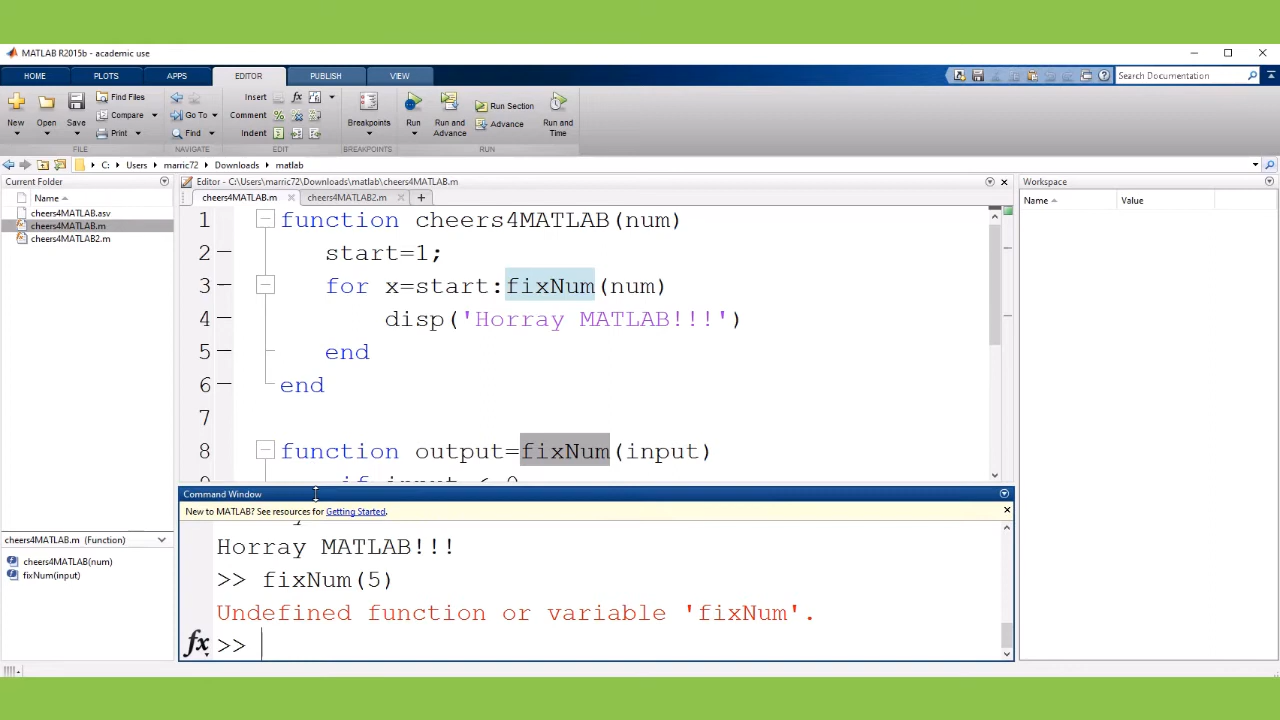 MATLAB R2015b - academic use
HOME PLOTS APPS EDITOR PUBLISH VIEW Search Documentation
New Open Save Find Files Compare Print
Go To Find
Insert Comment Indent fx
Breakpoints Run Run and Advance Run Section Advance Run and Time
FILE NAVIGATE EDIT BREAKPOINTS RUN
C: Users marric72 Downloads matlab
Current Folder
Name
cheers4MATLAB.asv
cheers4MATLAB.m
cheers4MATLAB2.m
cheers4MATLAB.m (Function)
cheers4MATLAB(num)
fixNum(input)
Editor - C:\Users\marric72\Downloads\matlab\cheers4MATLAB.m
cheers4MATLAB.m cheers4MATLAB2.m
1 function cheers4MATLAB(num)
2 start=1;
3 for x=start:fixNum(num)
4 disp('Horray MATLAB!!!')
5 end
6 end
7
8 function output=fixNum(input)
9 if input < 0
Command Window
New to MATLAB? See resources for Getting Started.
Horray MATLAB!!!
>> fixNum(5)
Undefined function or variable 'fixNum'.
fx >>
Workspace
Name Value